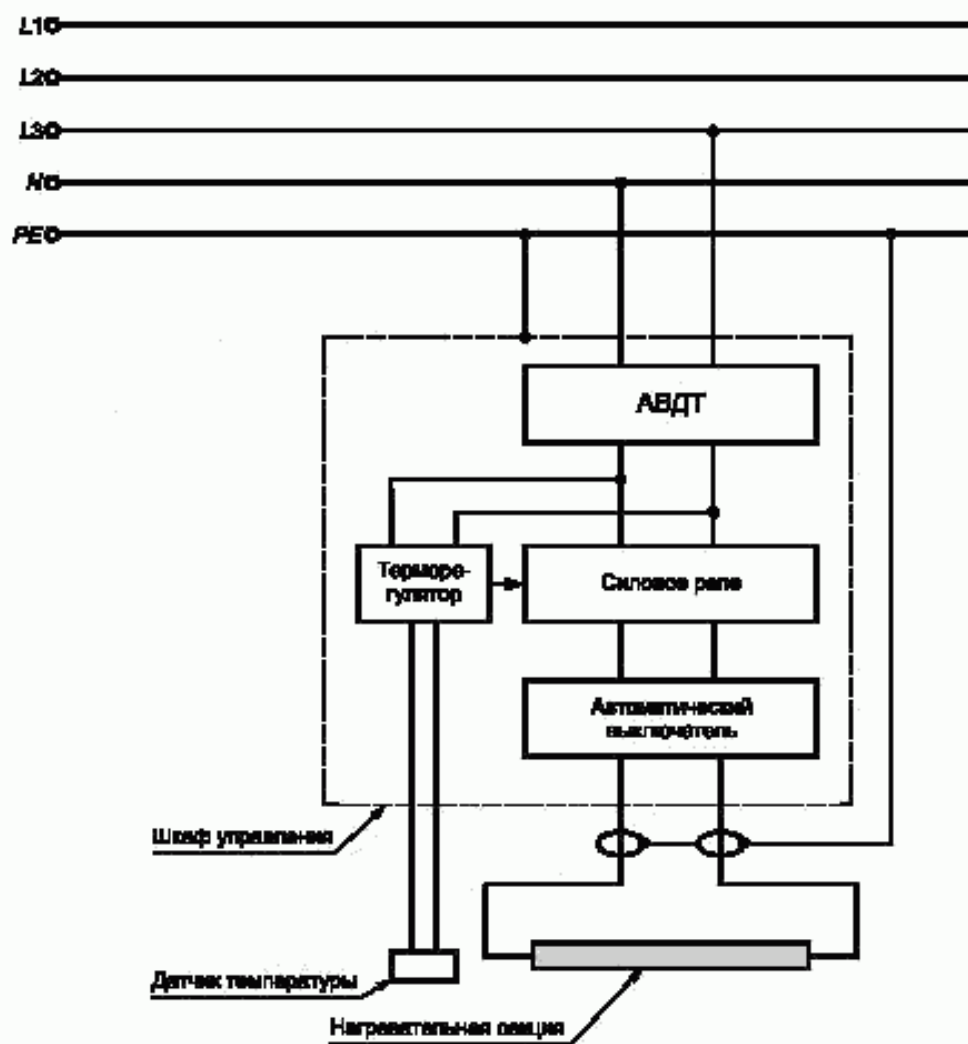 L1
L2
L3
N
PE
АВДТ
Терморе-
гулятор
Силовое реле
Автоматический
выключатель
Шкаф управления
Датчик температуры
Нагревательная секция